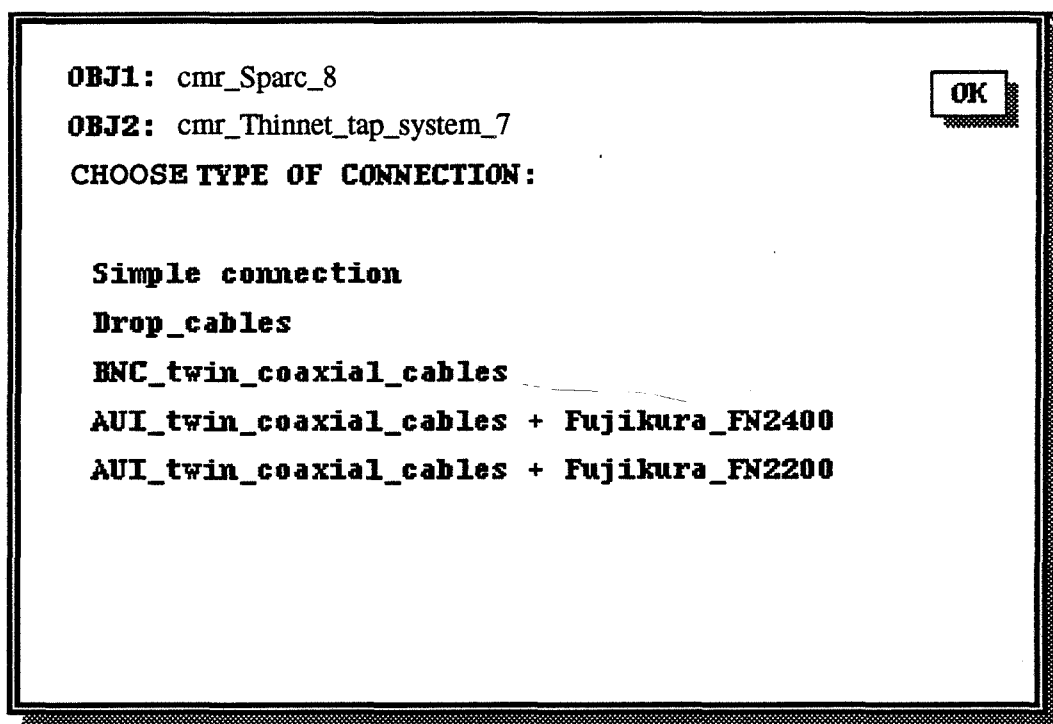 OBJ1: cmr_Sparc_8
OK
OBJ2: cmr_Thinnet_tap_system_7
CHOOSE TYPE OF CONNECTION:
Simple connection
Drop_cables
BNC_twin_coaxial_cables
AUI_twin_coaxial_cables + Fujikura_FN2400
AUI_twin_coaxial_cables + Fujikura_FN2200